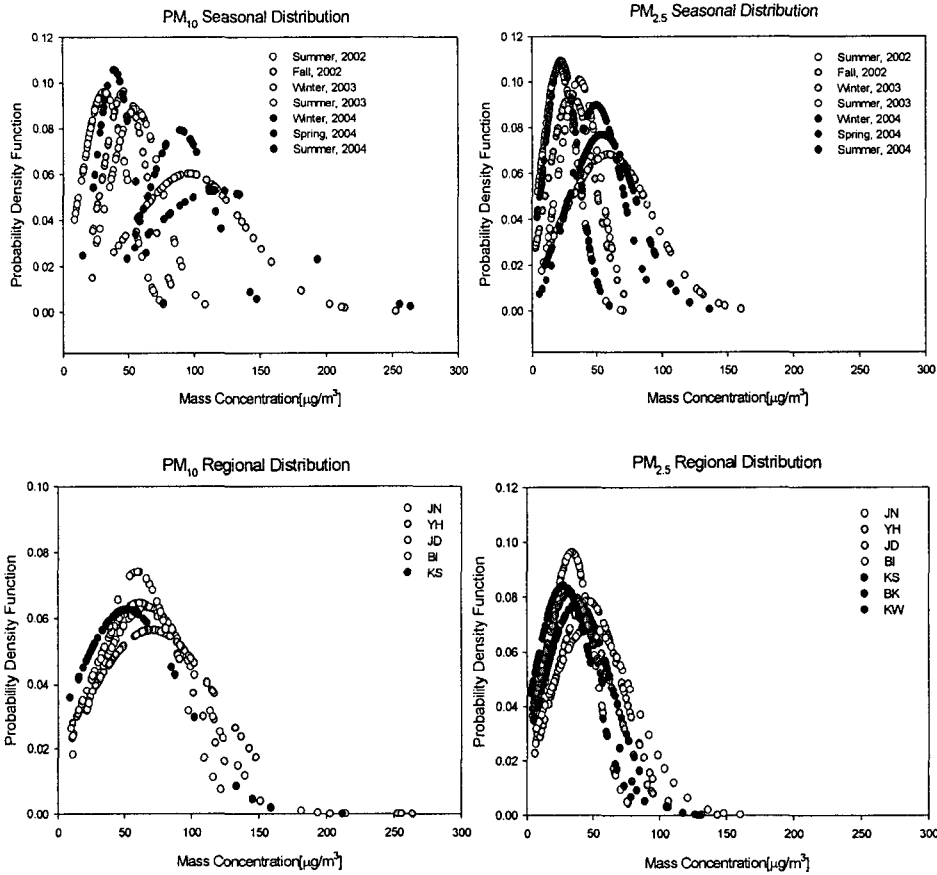 PM10 Seasonal Distribution
Probability Density Function
0.12
0.10
0.08
0.06
0.04
0.02
0.00
Summer, 2002
Fall, 2002
Winter, 2003
Summer, 2003
Winter, 2004
Spring, 2004
Summer, 2004
0 50 100 150 200 250 300
Mass Concentration[μg/m³]
PM2.5 Seasonal Distribution
Probability Density Function
0.12
0.10
0.08
0.06
0.04
0.02
0.00
Summer, 2002
Fall, 2002
Winter, 2003
Summer, 2003
Winter, 2004
Spring, 2004
Summer, 2004
0 50 100 150 200 250 300
Mass Concentration[μg/m³]
PM10 Regional Distribution
Probability Density Function
0.10
0.08
0.06
0.04
0.02
0.00
JN
YH
JD
BI
KS
0 50 100 150 200 250 300
Mass Concentration[μg/m³]
PM2.5 Regional Distribution
Probability Density Function
0.12
0.10
0.08
0.06
0.04
0.02
0.00
JN
YH
JD
BI
KS
BK
KW
0 50 100 150 200 250 300
Mass Concentration[μg/m³]